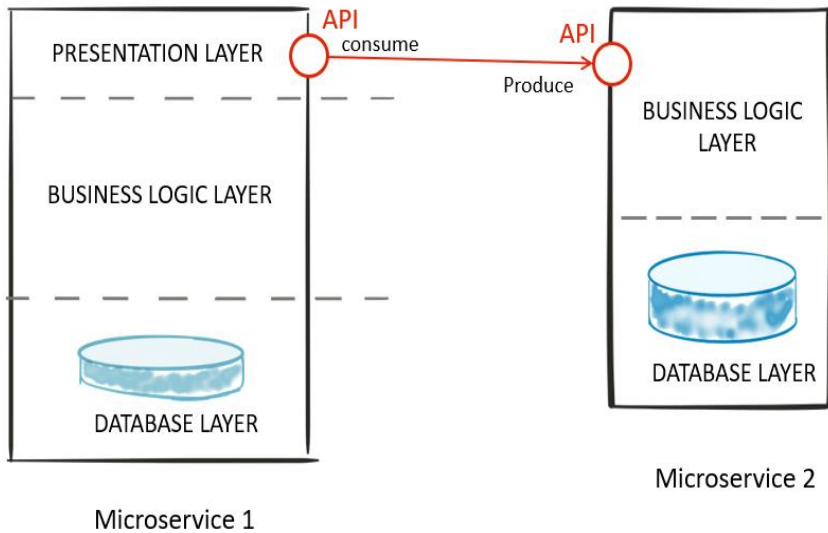 API
PRESENTATION LAYER
consume
API
Produce
BUSINESS LOGIC
LAYER
BUSINESS LOGIC LAYER
DATABASE LAYER
DATABASE LAYER
Microservice 2
Microservice 1